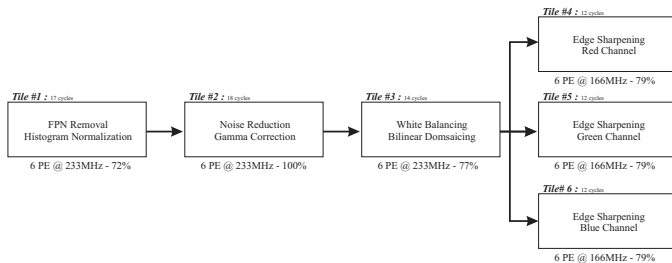 Tile #1 : 17 cycles
FPN Removal
Histogram Normalization
6 PE @ 233MHz - 72%
Tile #2 : 18 cycles
Noise Reduction
Gamma Correction
6 PE @ 233MHz - 100%
Tile #3 : 14 cycles
White Balancing
Bilinear Domsaicing
6 PE @ 233MHz - 77%
Tile #4 : 12 cycles
Edge Sharpening
Red Channel
6 PE @ 166MHz - 79%
Tile #5 : 12 cycles
Edge Sharpening
Green Channel
6 PE @ 166MHz - 79%
Tile# 6 : 12 cycles
Edge Sharpening
Blue Channel
6 PE @ 166MHz - 79%